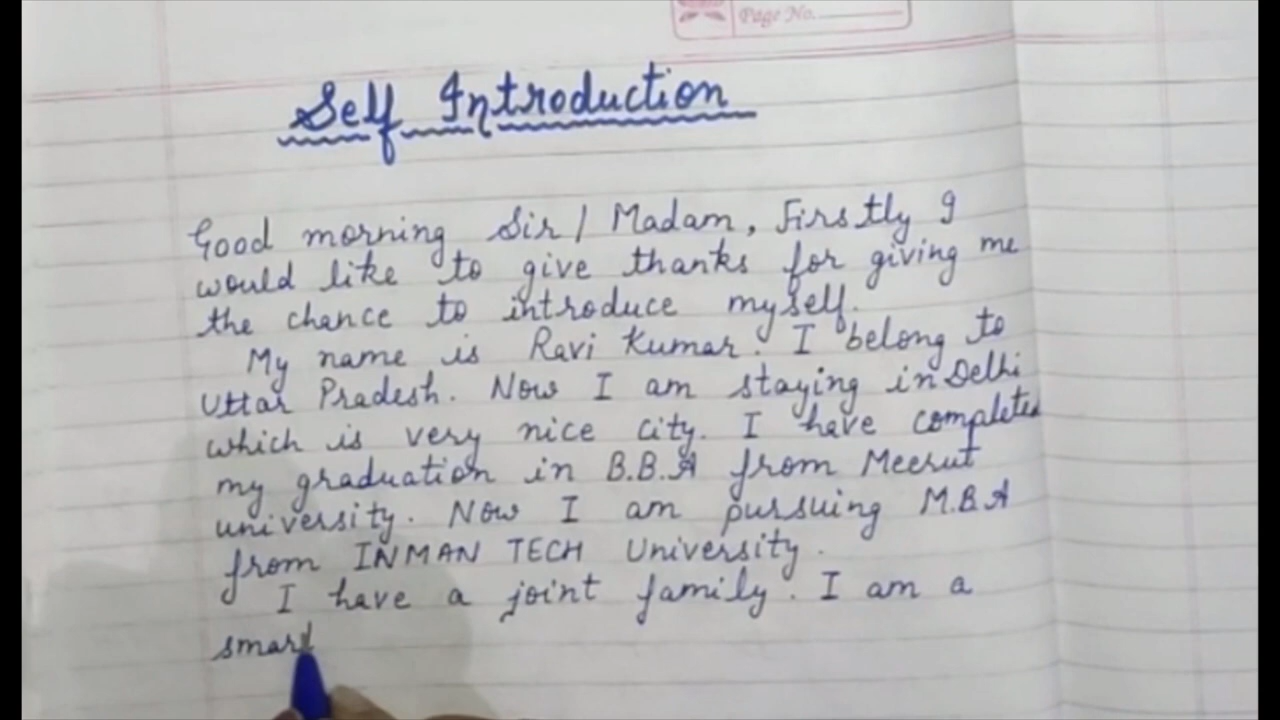 Page No.
Self Introduction
Good morning Sir / Madam, Firstly I
would like to give thanks for giving me
the chance to introduce myself.
My name is Ravi Kumar. I belong to
Uttar Pradesh. Now I am staying in Delhi
which is very nice city. I have completed
my graduation in B.B.A from Meerut
university. Now I am pursuing M.B.A
from INMAN TECH University.
I have a joint family. I am a
smart